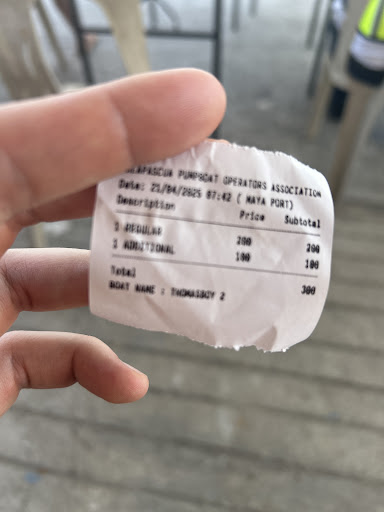 MALAPASCUA PUMPBOAT OPERATORS ASSOCIATION
Date: 21/04/2025 07:42 ( MAYA PORT)
Description Price Subtotal
1 REGULAR 200 200
1 ADDITIONAL 100 100
Total 300
BOAT NAME : THOMASBOY 2